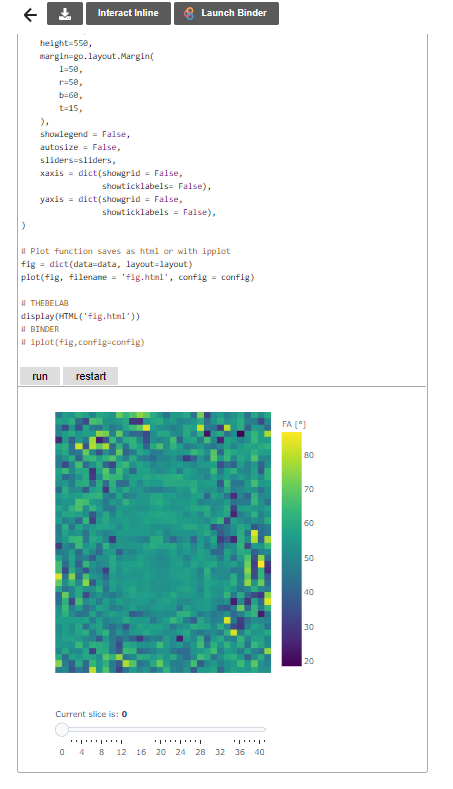 Interact Inline Launch Binder
height=550,
margin=go.layout.Margin(
l=50,
r=50,
b=60,
t=15,
),
showlegend = False,
autosize = False,
sliders=sliders,
xaxis = dict(showgrid = False,
showticklabels= False),
yaxis = dict(showgrid = False,
showticklabels = False),
)
# Plot function saves as html or with ipplot
fig = dict(data=data, layout=layout)
plot(fig, filename = 'fig.html', config = config)
# THEBELAB
display(HTML('fig.html'))
# BINDER
# iplot(fig,config=config)
run restart
FA [°]
80
70
60
50
40
30
20
Current slice is: 0
0 4 8 12 16 20 24 28 32 36 40